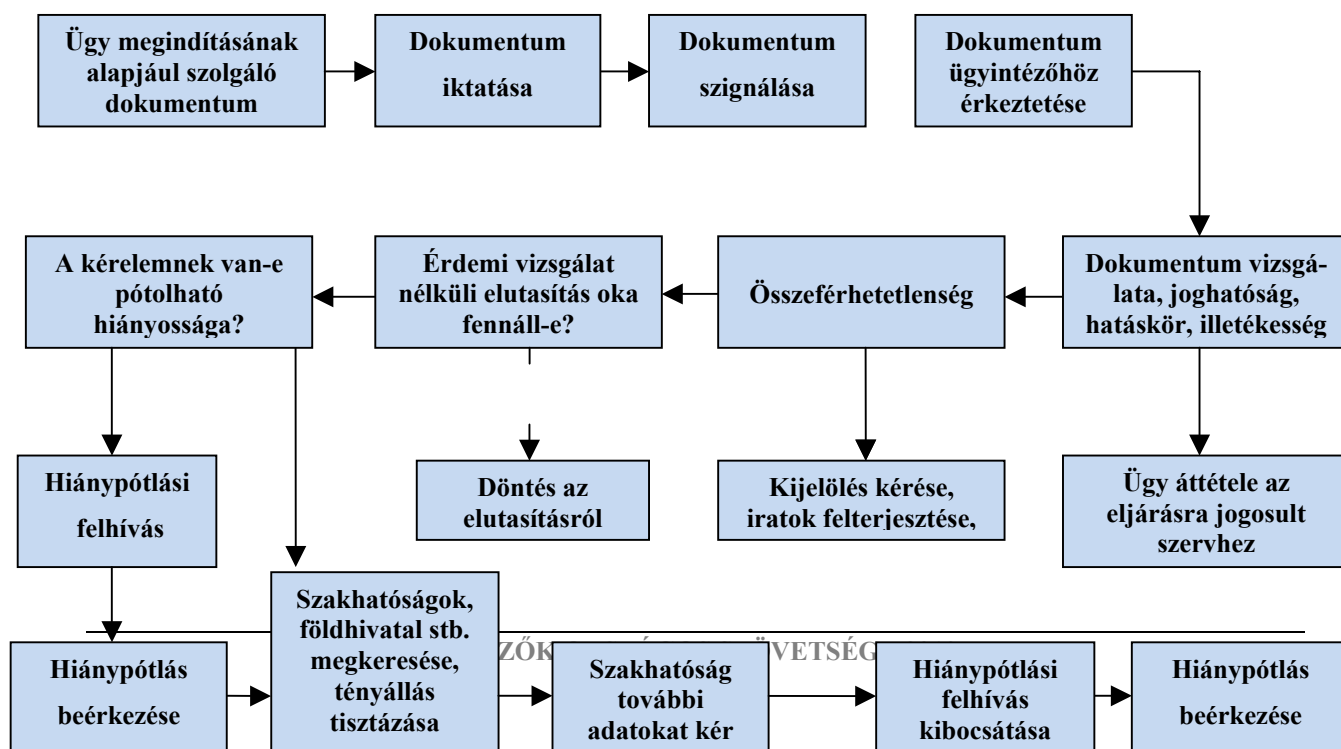 Ügy megindításának
alapjául szolgáló
dokumentum
Dokumentum
iktatása
Dokumentum
szignálása
Dokumentum
ügyintézőhöz
érkeztetése
A kérelemnek van-e
pótolható
hiányossága?
Érdemi vizsgálat
nélküli elutasítás oka
fennáll-e?
Összeférhetetlenség
Dokumentum vizsgá-
lata, joghatóság,
hatáskör, illetékesség
Hiánypótlási
felhívás
Döntés az
elutasításról
Kijelölés kérése,
iratok felterjesztése,
Ügy áttétele az
eljárásra jogosult
szervhez
Hiánypótlás
beérkezése
Szakhatóságok,
földhivatal stb.
megkeresése,
tényállás
tisztázása
Szakhatóság
további
adatokat kér
Hiánypótlási
felhívás
kibocsátása
Hiánypótlás
beérkezése